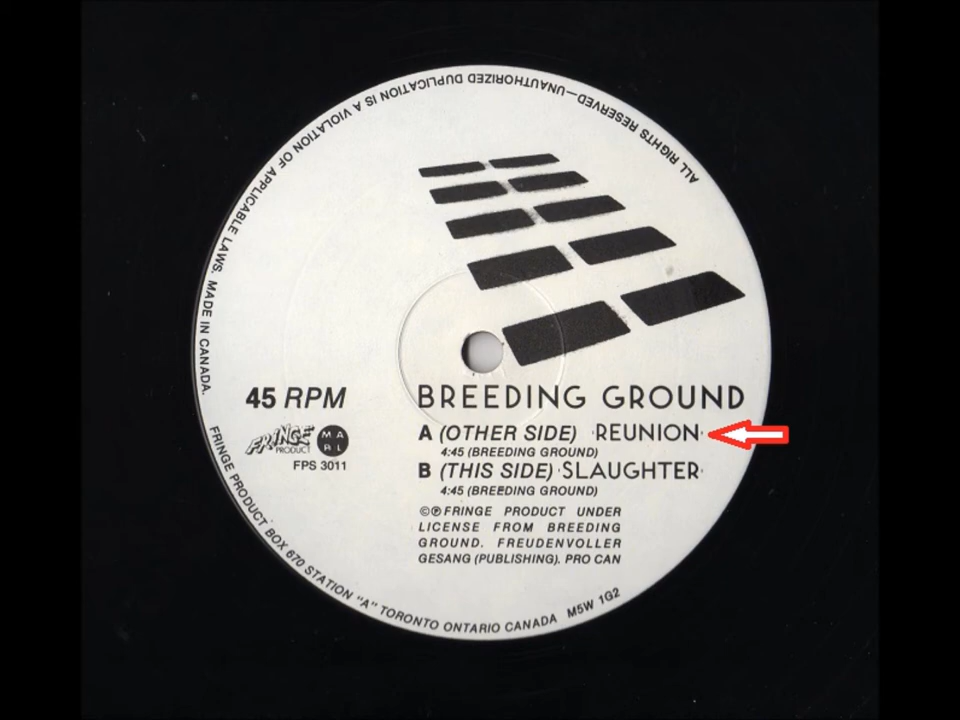 ALL RIGHTS RESERVED—UNAUTHORIZED DUPLICATION IS A VIOLATION OF APPLICABLE LAWS. MADE IN CANADA.
45 RPM
BREEDING GROUND
A (OTHER SIDE) 'REUNION'
4:45 (BREEDING GROUND)
B (THIS SIDE) 'SLAUGHTER'
4:45 (BREEDING GROUND)
FRINGE
PRODUCT
MA
RL
FPS 3011
©℗ FRINGE PRODUCT UNDER
LICENSE FROM BREEDING
GROUND. FREUDENVOLLER
GESANG (PUBLISHING). PRO CAN
FRINGE PRODUCT BOX 670 STATION "A" TORONTO ONTARIO CANADA M5W 1G2